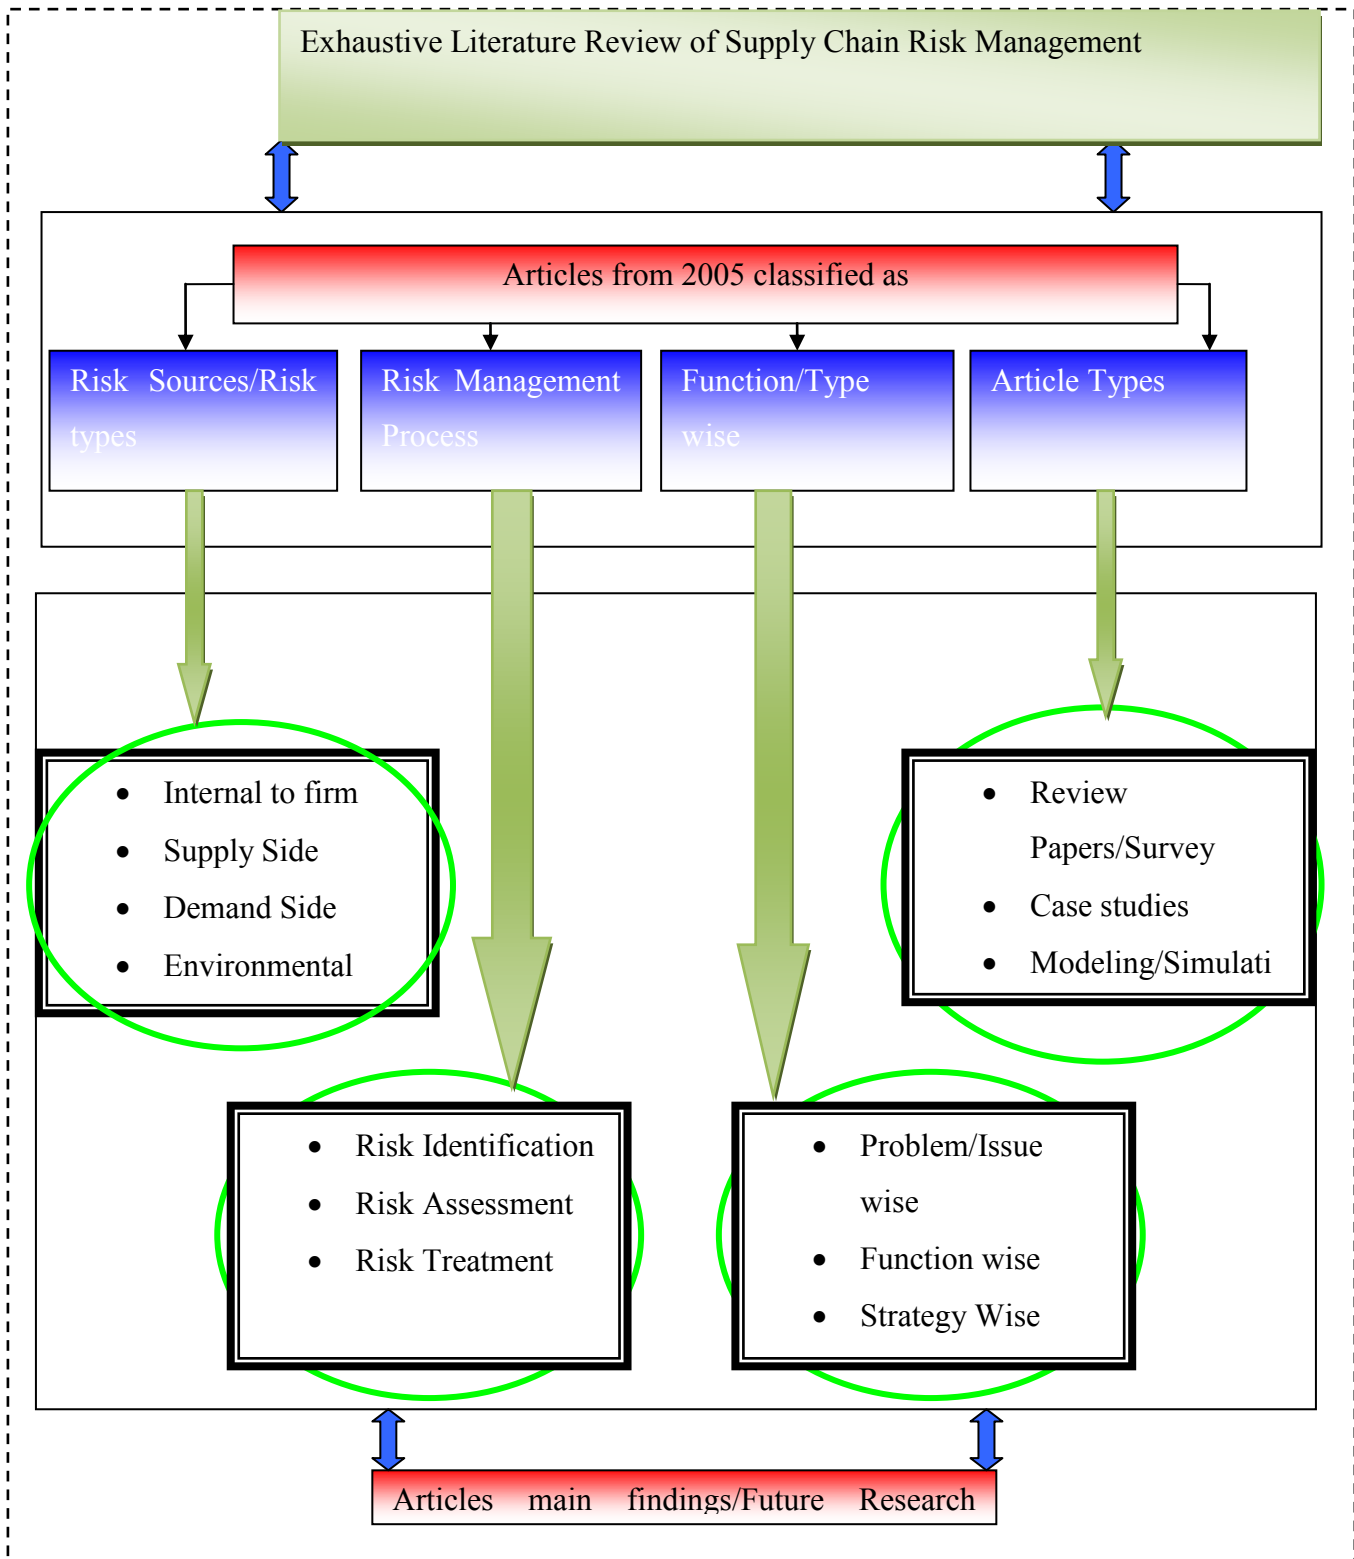 Exhaustive Literature Review of Supply Chain Risk Management
Articles from 2005 classified as
Risk Sources/Risk
types
Risk Management
Process
Function/Type
wise
Article Types
• Internal to firm
• Supply Side
• Demand Side
• Environmental
• Review
Papers/Survey
• Case studies
• Modeling/Simulati
• Risk Identification
• Risk Assessment
• Risk Treatment
• Problem/Issue
wise
• Function wise
• Strategy Wise
Articles main findings/Future Research